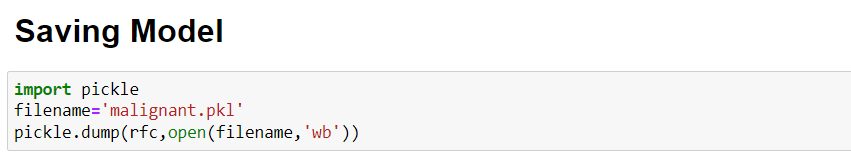 Saving Model
import pickle
filename='malignant.pkl'
pickle.dump(rfc,open(filename,'wb'))